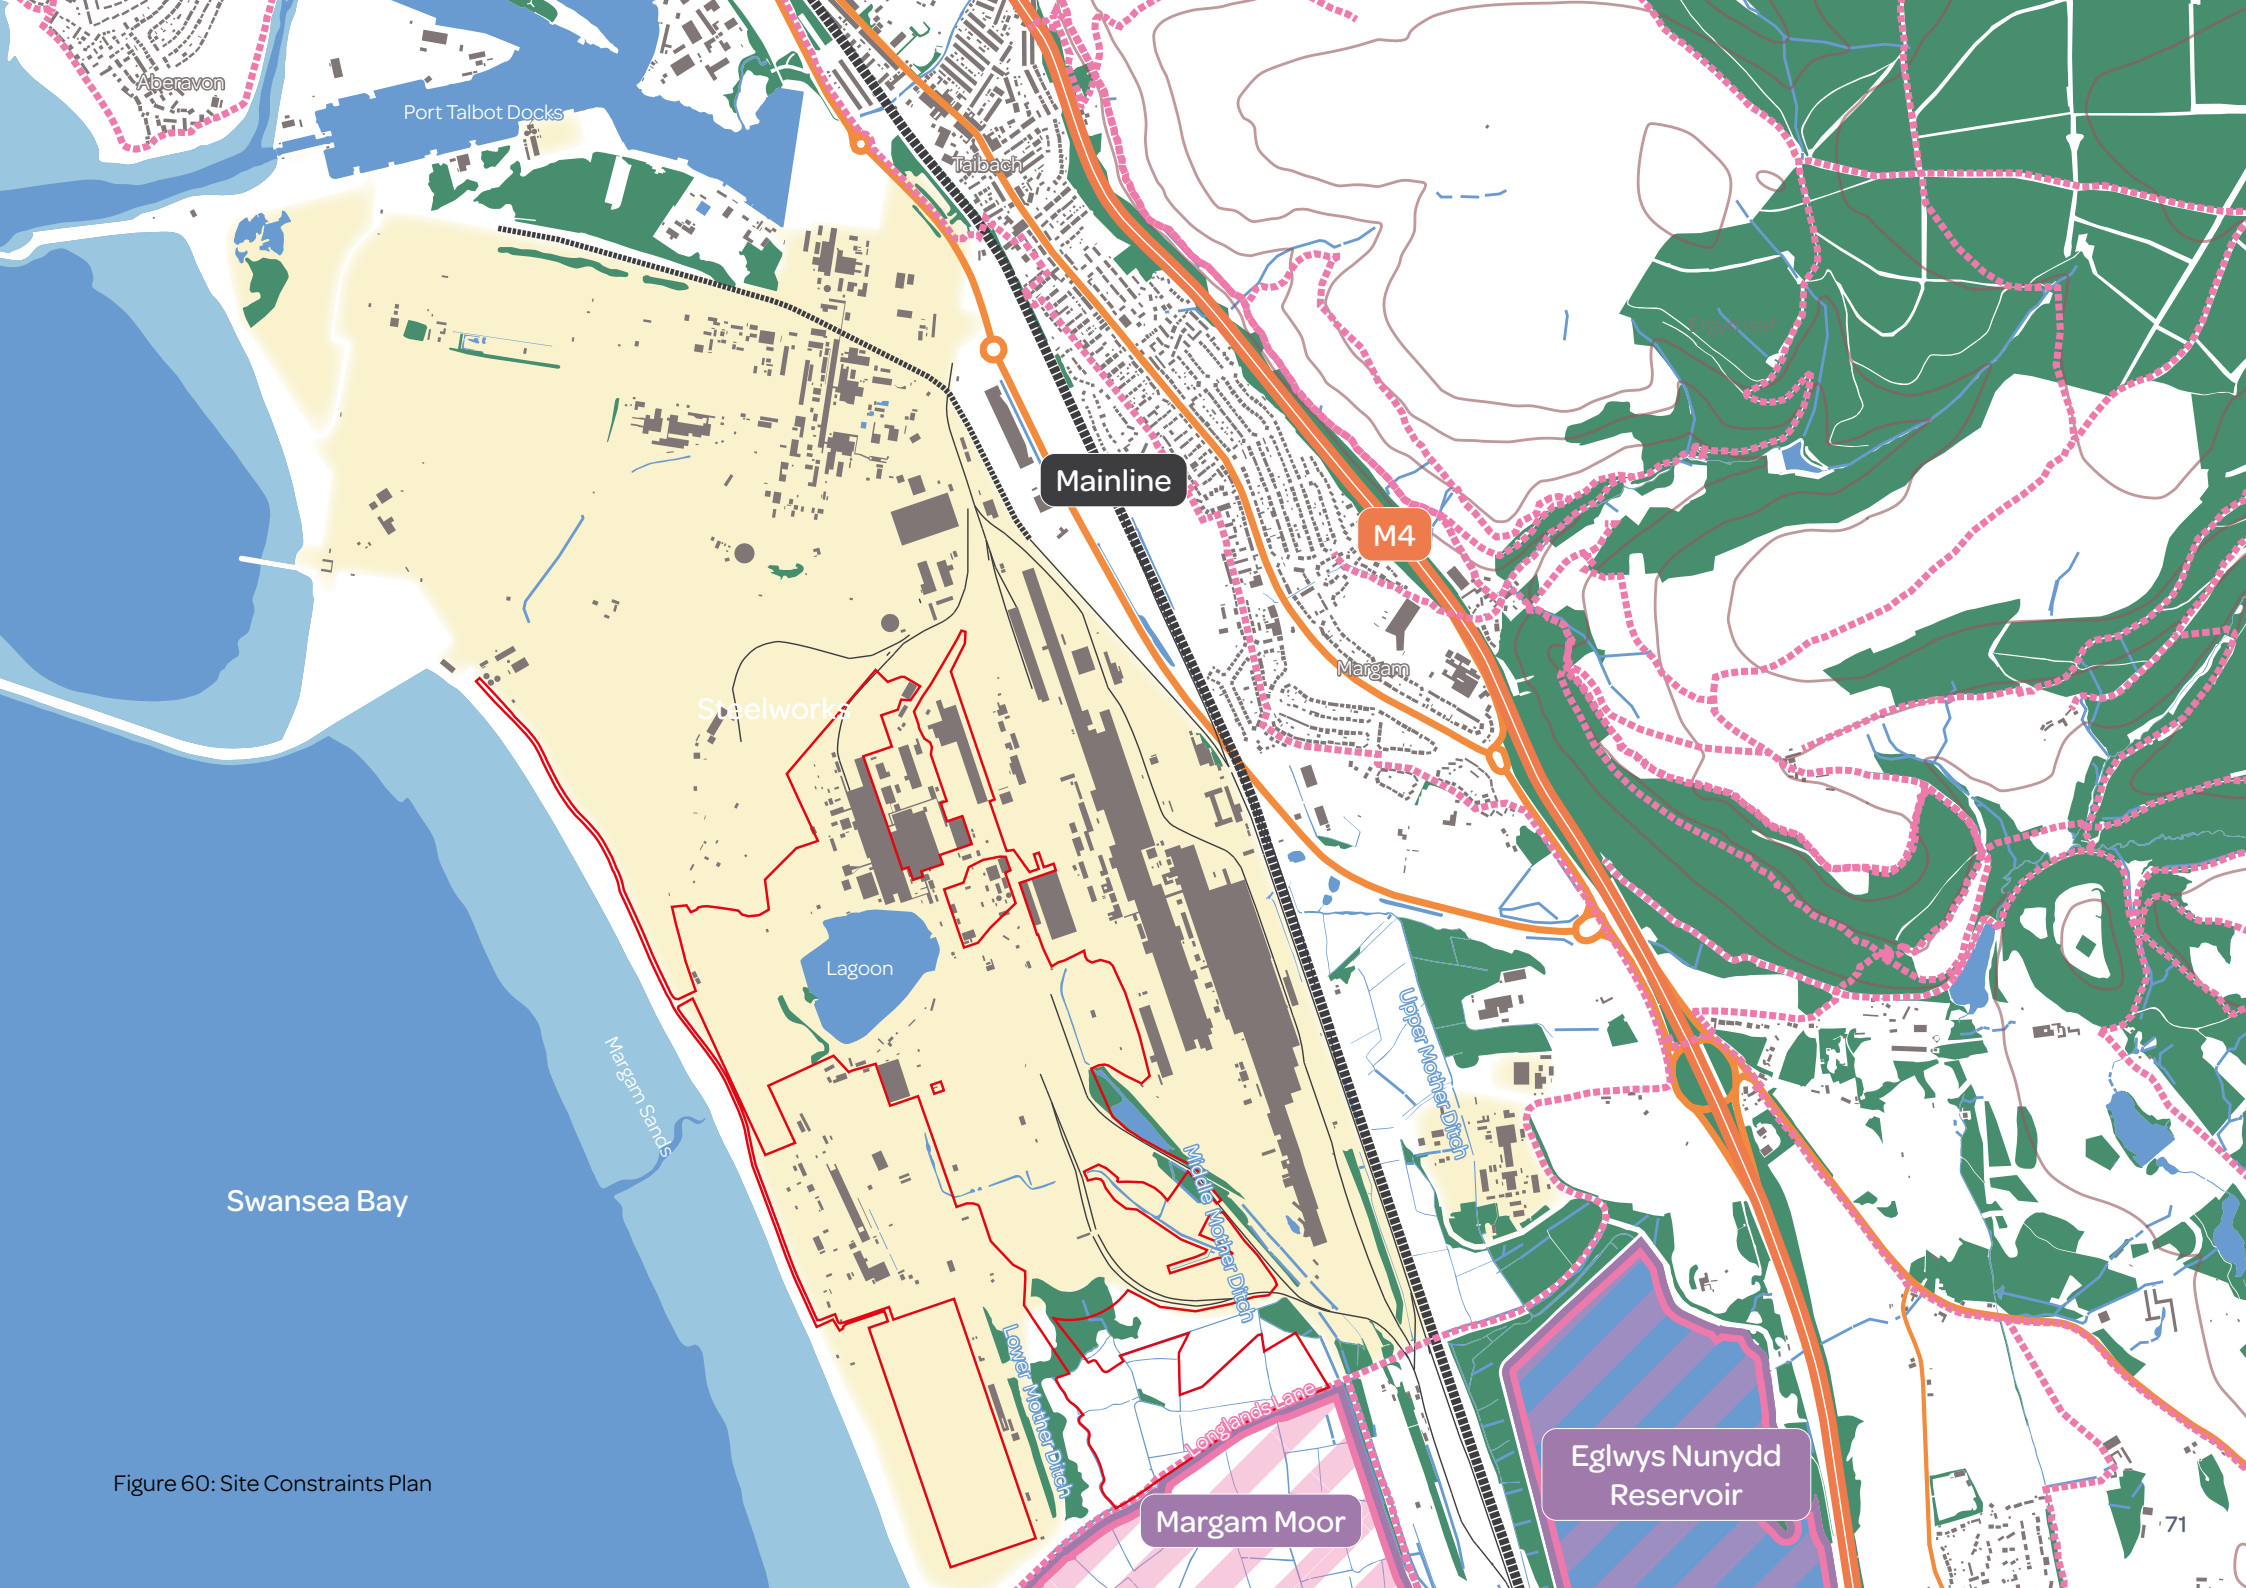 Aberavon
Port Talbot Docks
Taibach
Mainline
M4
Margam
Steelworks
Lagoon
Upper Mother Ditch
Margam Sands
Middle Mother Ditch
Swansea Bay
Lower Mother Ditch
Longlands Lane
Eglwys Nunydd
Reservoir
Figure 60: Site Constraints Plan
Margam Moor
71